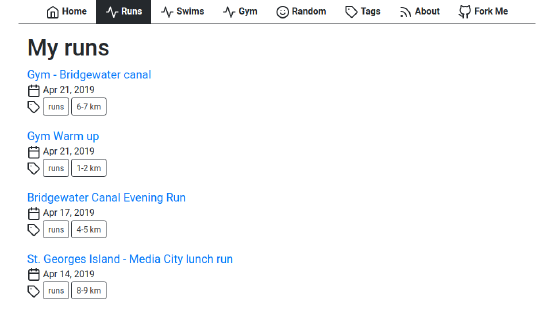 Home Runs Swims Gym Random Tags About Fork Me
My runs
Gym - Bridgewater canal
Apr 21, 2019
runs 6-7 km
Gym Warm up
Apr 21, 2019
runs 1-2 km
Bridgewater Canal Evening Run
Apr 17, 2019
runs 4-5 km
St. Georges Island - Media City lunch run
Apr 14, 2019
runs 8-9 km